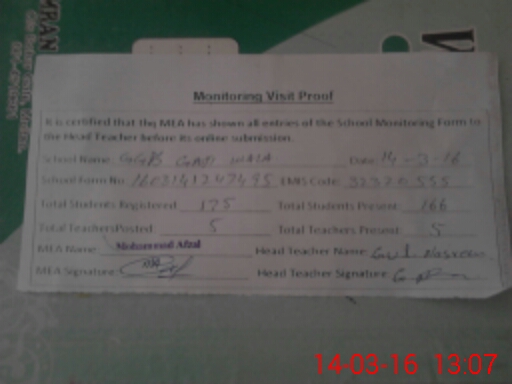 Monitoring Visit Proof
It is certified that the MEA has shown all entries of the School Monitoring Form to
the Head Teacher before its online submission.
School Name: GGPS WALA Date: 14-3-16
School Form No: EMIS Code: 32320555
Total Students Registered: 175 Total Students Present: 166
Total Teachers Posted: 5 Total Teachers Present: 5
MEA Name: Mohammad Afzal Head Teacher Name: Gul Nasreen
MEA Signature: Head Teacher Signature:
14-03-16 13:07